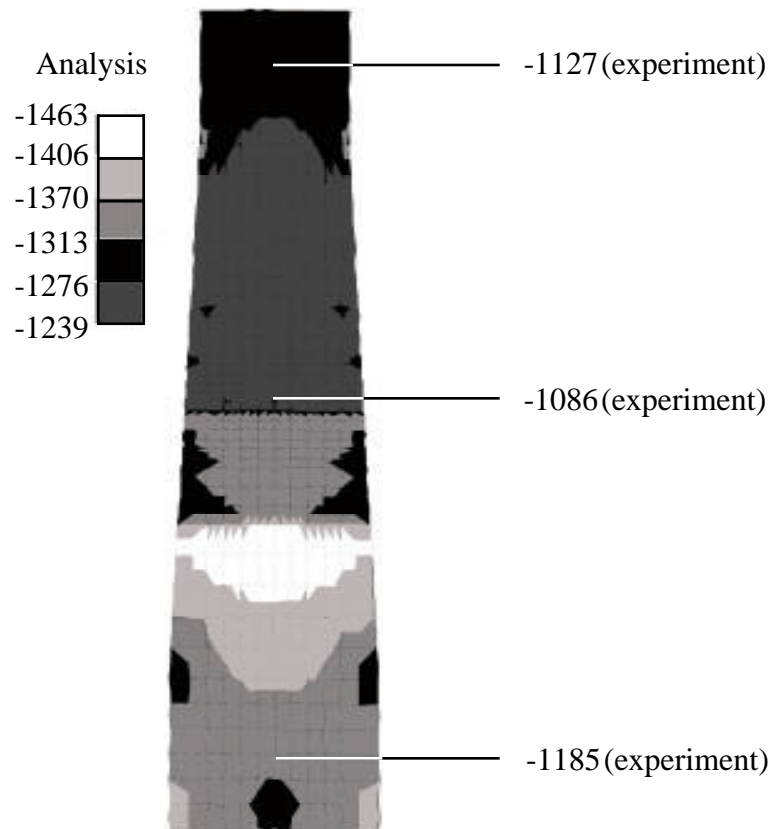 -1127 (experiment)
Analysis
-1463
-1406
-1370
-1313
-1276
-1239
-1086 (experiment)
-1185 (experiment)